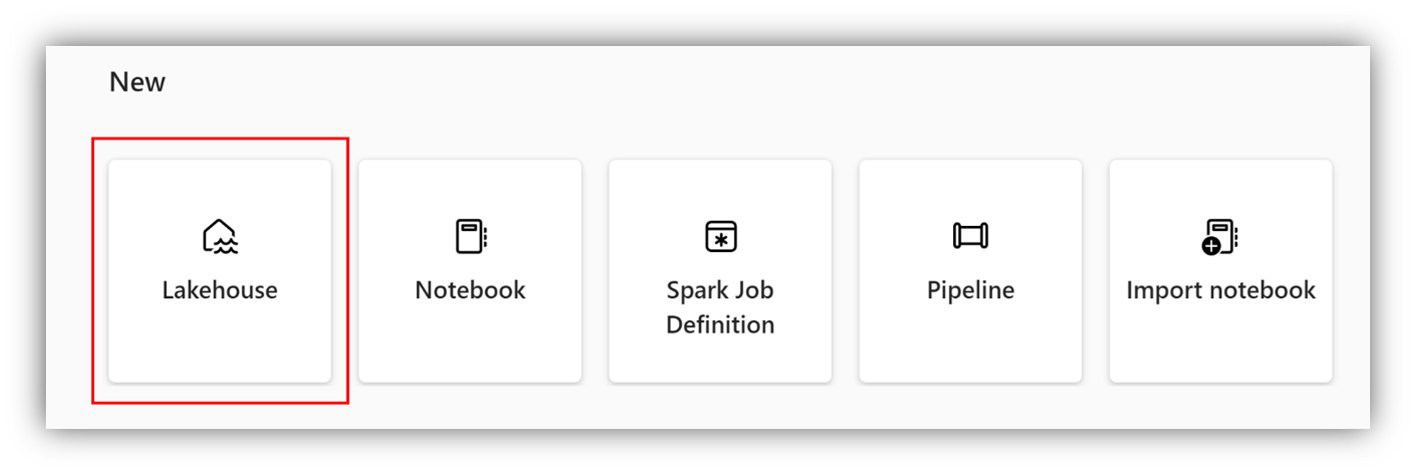 New
Lakehouse
Notebook
Spark Job
Definition
Pipeline
Import notebook